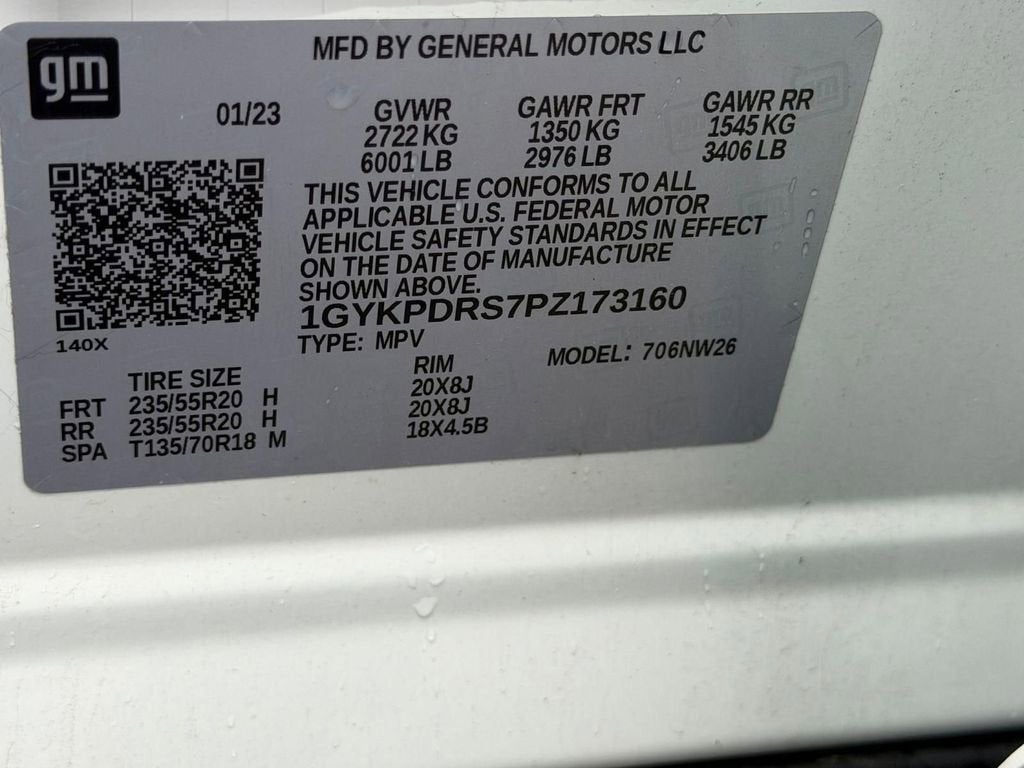 gm
MFD BY GENERAL MOTORS LLC
01/23 GVWR GAWR FRT GAWR RR
2722 KG 1350 KG 1545 KG
6001 LB 2976 LB 3406 LB
THIS VEHICLE CONFORMS TO ALL
APPLICABLE U.S. FEDERAL MOTOR
VEHICLE SAFETY STANDARDS IN EFFECT
ON THE DATE OF MANUFACTURE
SHOWN ABOVE.
1GYKPDRS7PZ173160
140X
TYPE: MPV MODEL: 706NW26
TIRE SIZE RIM
FRT 235/55R20 H 20X8J
RR 235/55R20 H 20X8J
SPA T135/70R18 M 18X4.5B